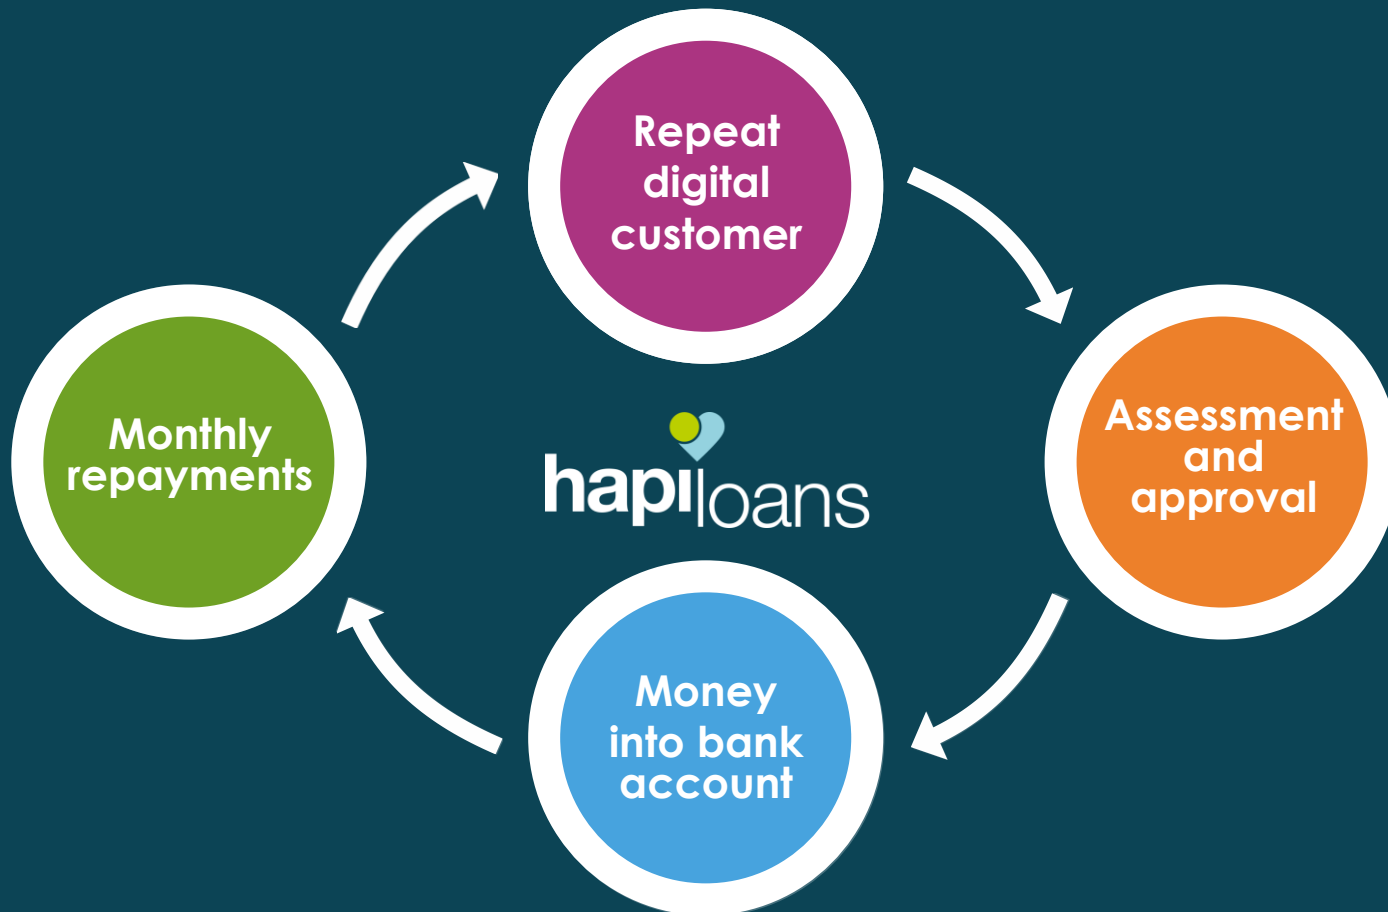 Repeat
digital
customer
Assessment
and
approval
Money
into bank
account
Monthly
repayments
hapiloans